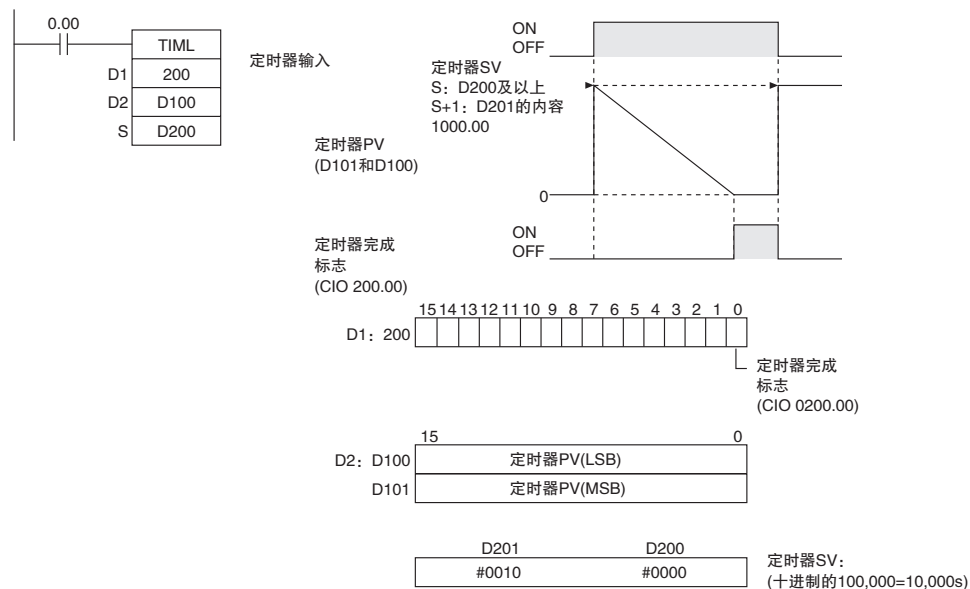 0.00
TIML
D1 200
D2 D100
S D200
定时器输入
ON
OFF
定时器SV
S：D200及以上
S+1：D201的内容
1000.00
定时器PV
(D101和D100)
0
定时器完成
标志
(CIO 200.00)
ON
OFF
15 14 13 12 11 10 9 8 7 6 5 4 3 2 1 0
D1：200
定时器完成
标志
(CIO 0200.00)
15 0
D2：D100 定时器PV(LSB)
D101 定时器PV(MSB)
D201 D200
#0010 #0000
定时器SV：
(十进制的100,000=10,000s)